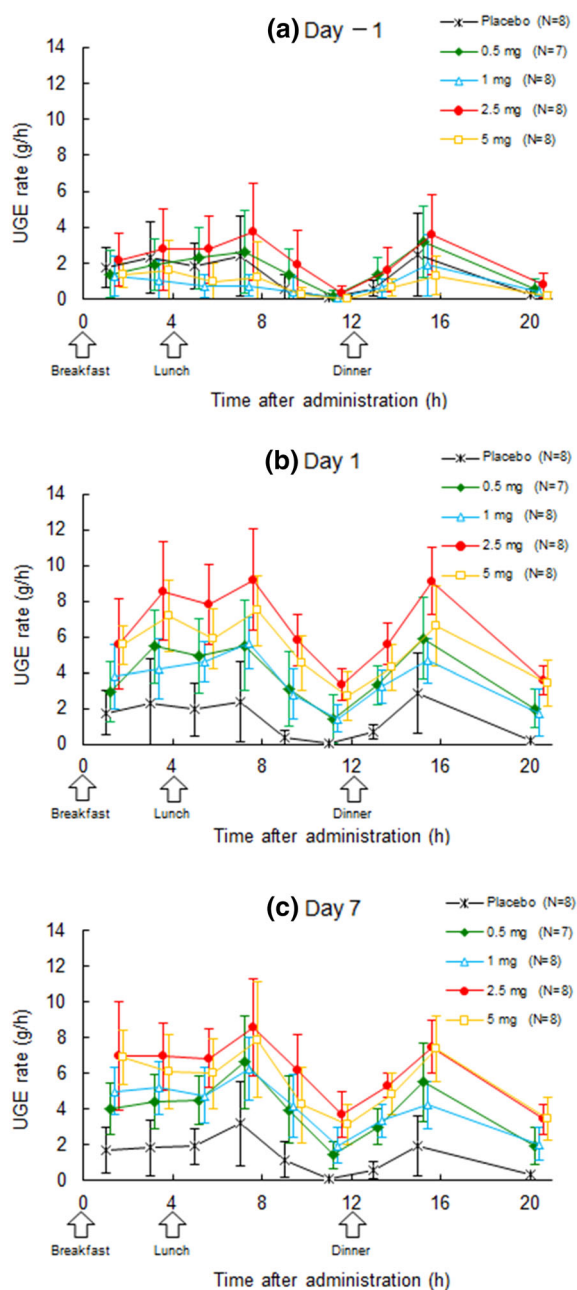 (a) Day −1
Placebo (N=8)
0.5 mg (N=7)
1 mg (N=8)
2.5 mg (N=8)
5 mg (N=8)
UGE rate (g/h)
16
14
12
10
8
6
4
2
0
0 4 8 12 16 20
Breakfast Lunch Dinner
Time after administration (h)
(b) Day 1
Placebo (N=8)
0.5 mg (N=7)
1 mg (N=8)
2.5 mg (N=8)
5 mg (N=8)
UGE rate (g/h)
14
12
10
8
6
4
2
0
0 4 8 12 16 20
Breakfast Lunch Dinner
Time after administration (h)
(c) Day 7
Placebo (N=8)
0.5 mg (N=7)
1 mg (N=8)
2.5 mg (N=8)
5 mg (N=8)
UGE rate (g/h)
14
12
10
8
6
4
2
0
0 4 8 12 16 20
Breakfast Lunch Dinner
Time after administration (h)